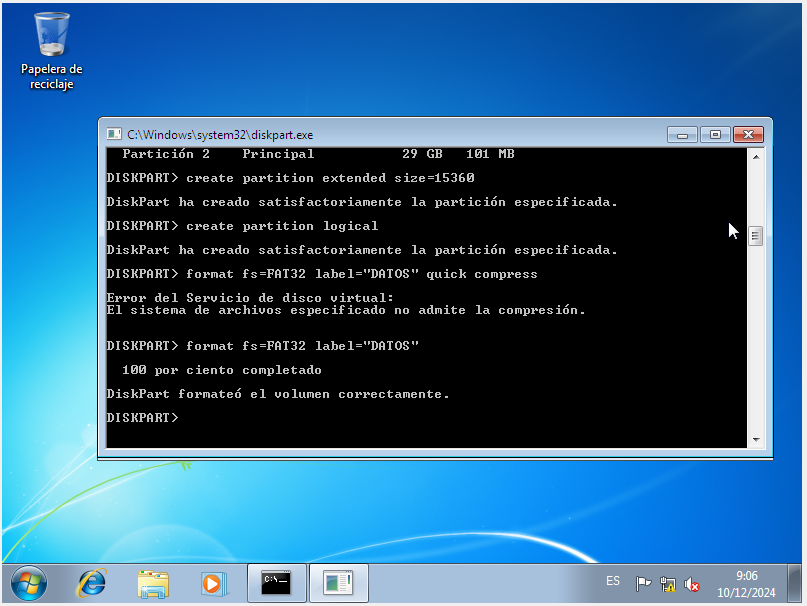 Papelera de
reciclaje
C:\Windows\system32\diskpart.exe
Partición 2    Principal           29 GB   101 MB
DISKPART> create partition extended size=15360
DiskPart ha creado satisfactoriamente la partición especificada.
DISKPART> create partition logical
DiskPart ha creado satisfactoriamente la partición especificada.
DISKPART> format fs=FAT32 label="DATOS" quick compress
Error del Servicio de disco virtual:
El sistema de archivos especificado no admite la compresión.
DISKPART> format fs=FAT32 label="DATOS"
100 por ciento completado
DiskPart formateó el volumen correctamente.
DISKPART>
C:\_
ES
9:06
10/12/2024